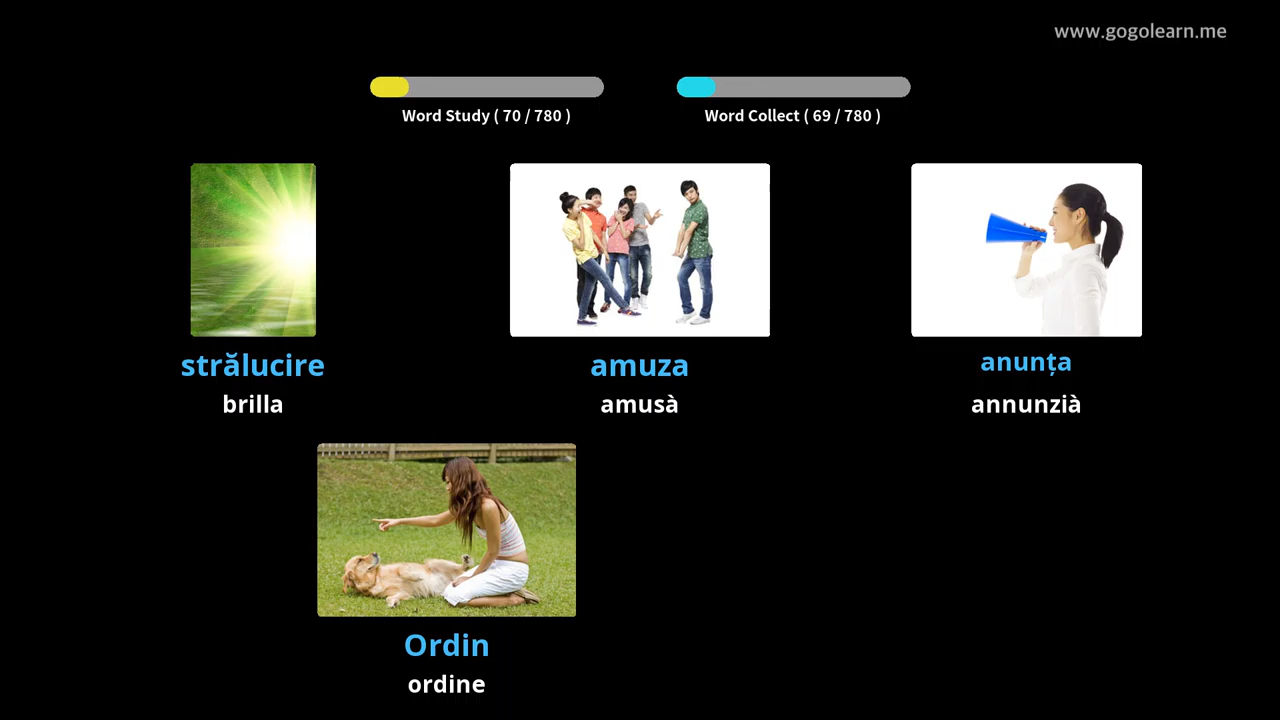 www.gogolearn.me
Word Study ( 70 / 780 )
Word Collect ( 69 / 780 )
strălucire
brilla
amuza
amusà
anunța
annunzià
Ordin
ordine